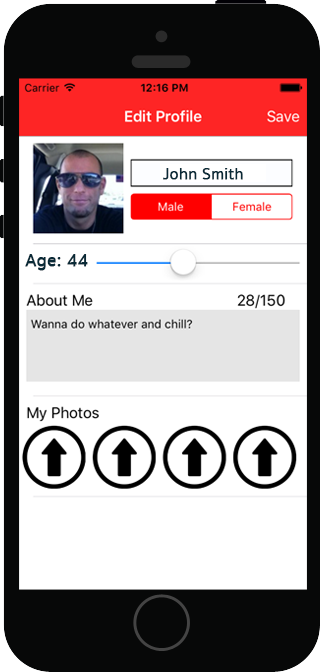 Carrier 12:16 PM
Edit Profile Save
John Smith
Male Female
Age: 44
About Me 28/150
Wanna do whatever and chill?
My Photos